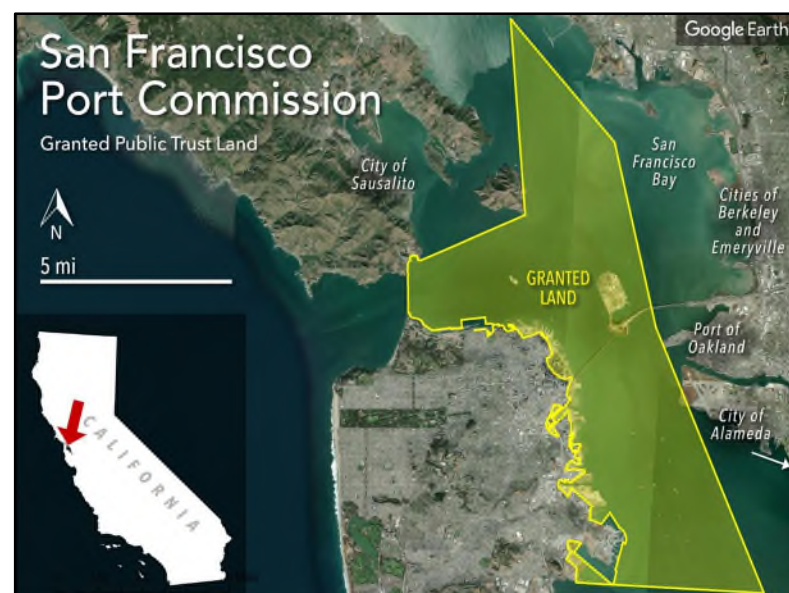 San Francisco
Port Commission
Granted Public Trust Land
Google Earth
City of
Sausalito
San
Francisco
Bay
Cities of
Berkeley
and
Emeryville
N
5 mi
GRANTED
LAND
Port of
Oakland
City of
Alameda
CALIFORNIA